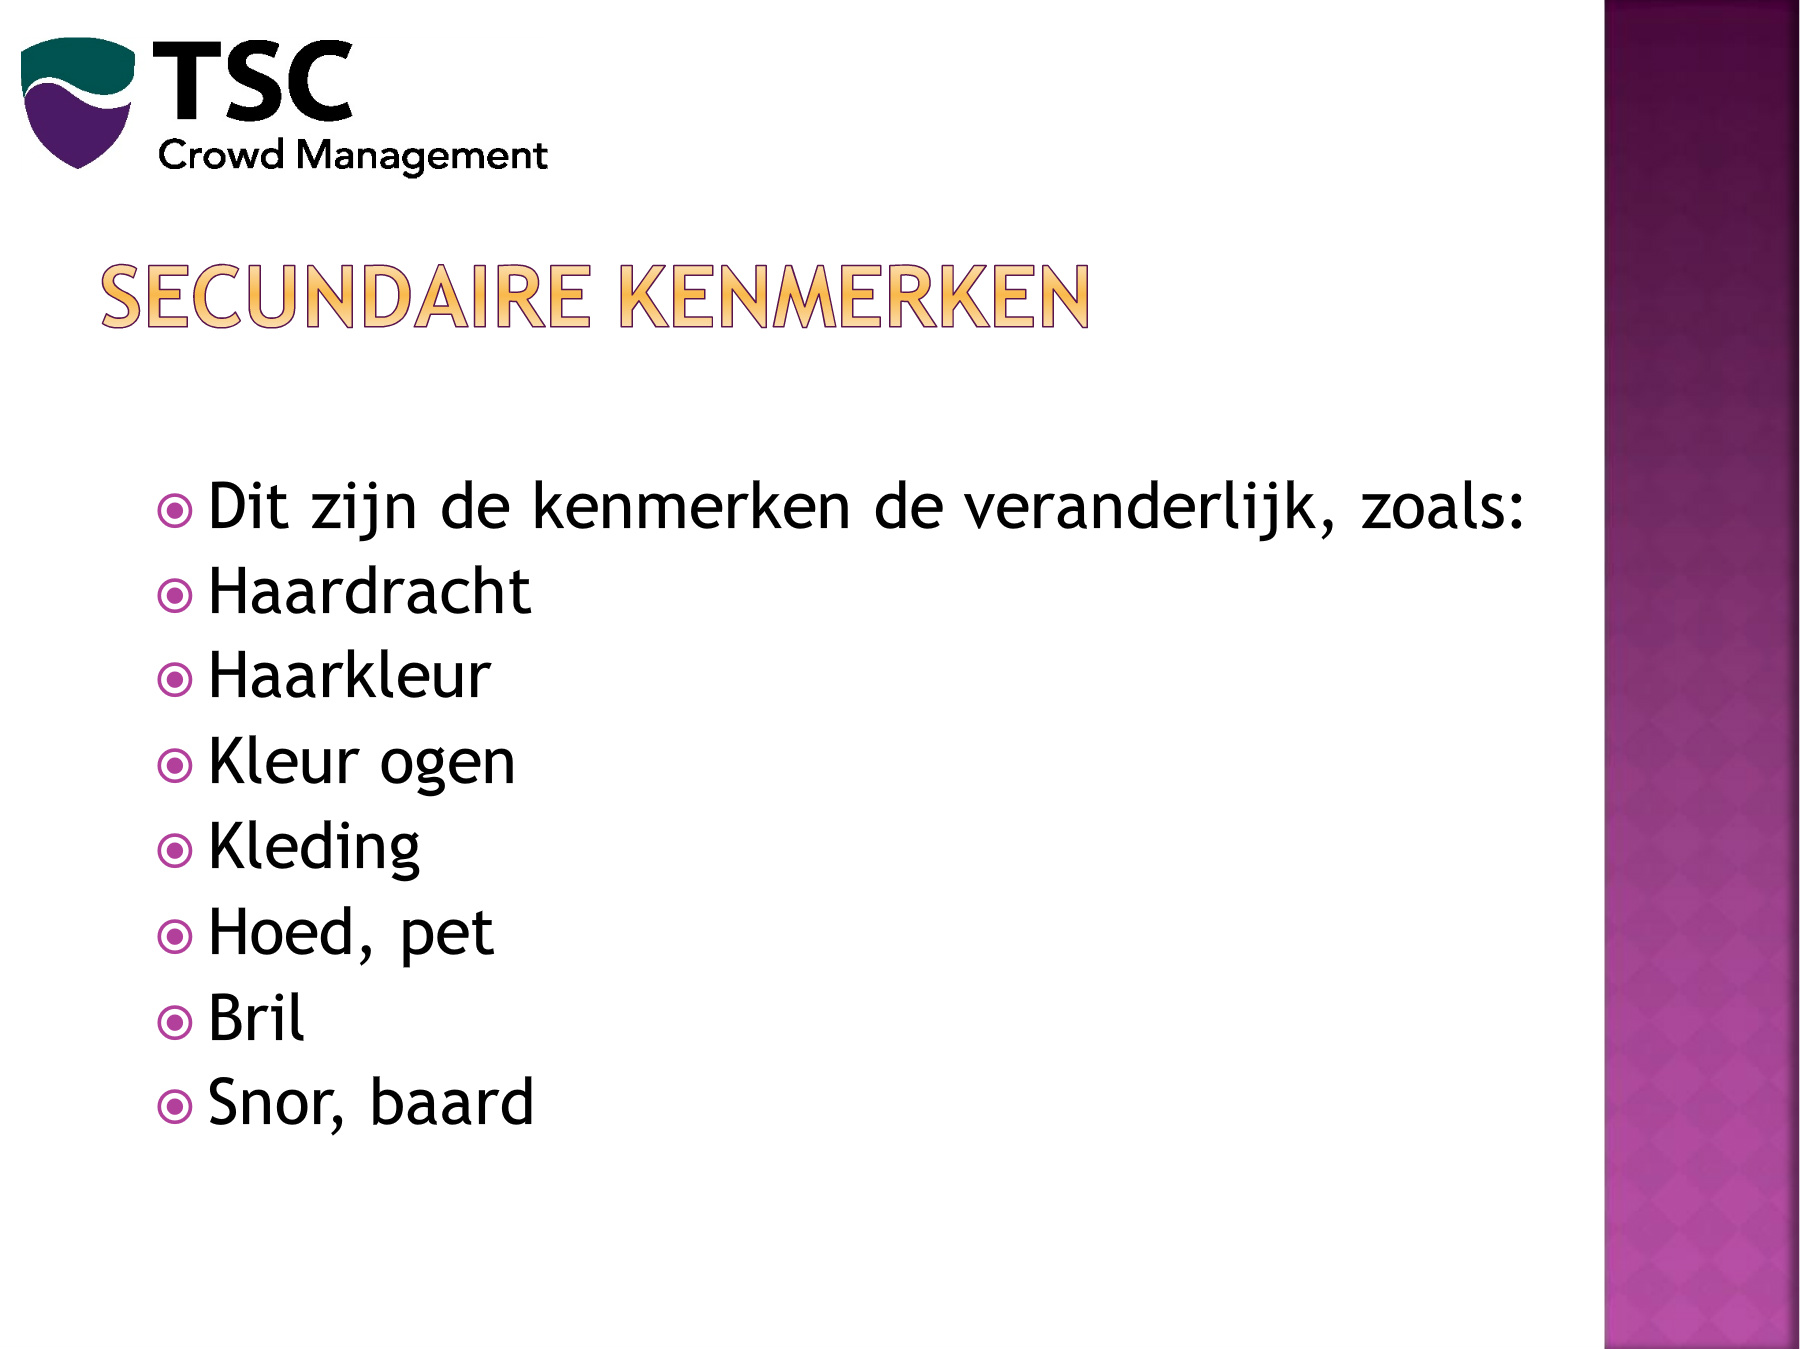 TSC
Crowd Management
SECUNDAIRE KENMERKEN
Dit zijn de kenmerken de veranderlijk, zoals:
Haardracht
Haarkleur
Kleur ogen
Kleding
Hoed, pet
Bril
Snor, baard